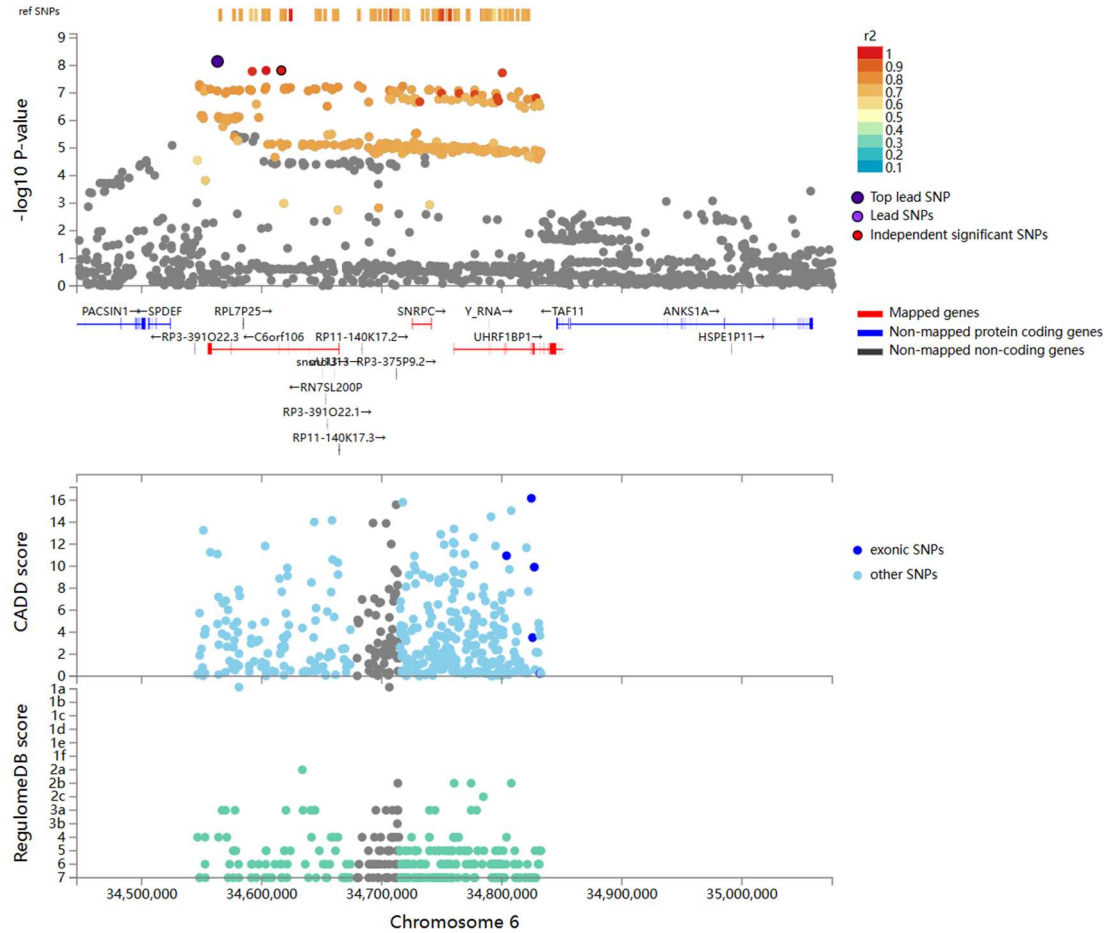 ref SNPs
9
8
7
6
5
4
3
2
1
0
-log10 P-value
r2
1
0.9
0.8
0.7
0.6
0.5
0.4
0.3
0.2
0.1
Top lead SNP
Lead SNPs
Independent significant SNPs
PACSIN1→ ←SPDEF RPL7P25→ SNRPC→ Y_RNA→ ←TAF11 ANKS1A→
←RP3-391O22.3 ←C6orf106 RP11-140K17.2→ UHRF1BP1→ HSPE1P11→
RP3-375P9.2→
←RN7SL200P
RP3-391O22.1→
RP11-140K17.3→
Mapped genes
Non-mapped protein coding genes
Non-mapped non-coding genes
16
14
12
10
8
6
4
2
0
CADD score
exonic SNPs
other SNPs
1a
1b
1c
1d
1e
1f
2a
2b
2c
3a
3b
4
5
6
7
RegulomeDB score
34,500,000 34,600,000 34,700,000 34,800,000 34,900,000 35,000,000
Chromosome 6